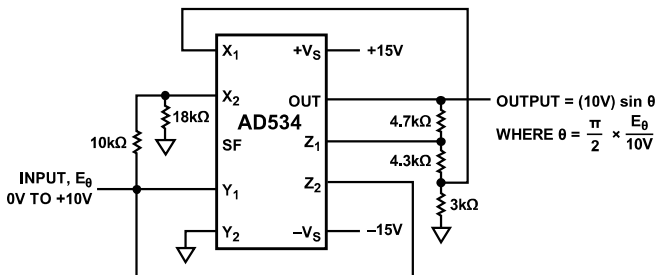 X1
+VS
+15V
X2
OUT
OUTPUT = (10V) sin θ
18kΩ
AD534
4.7kΩ
WHERE θ = π/2 × Eθ/10V
10kΩ
SF
Z1
4.3kΩ
INPUT, Eθ
0V TO +10V
Y1
Z2
3kΩ
Y2
–VS
–15V